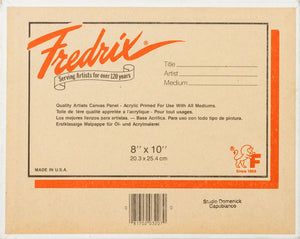 Fredrix®
Serving Artists for over 120 years
Title
Artist
Medium
Quality Artists Canvas Panel - Acrylic Primed For Use With All Mediums.
Toile de 1ère qualité apprêtée à l'acrylique - pour tous usages.
Los mejores lienzos para artistas. — Base Acrílica. Para uso con todo tipo de pintura.
Erstklassige Malpappe für Öl- und Acrylmalerei
8" x 10"
20.3 x 25.4 cm
F
Since 1868
MADE IN U.S.A.
Studio Domenick
Capobianco